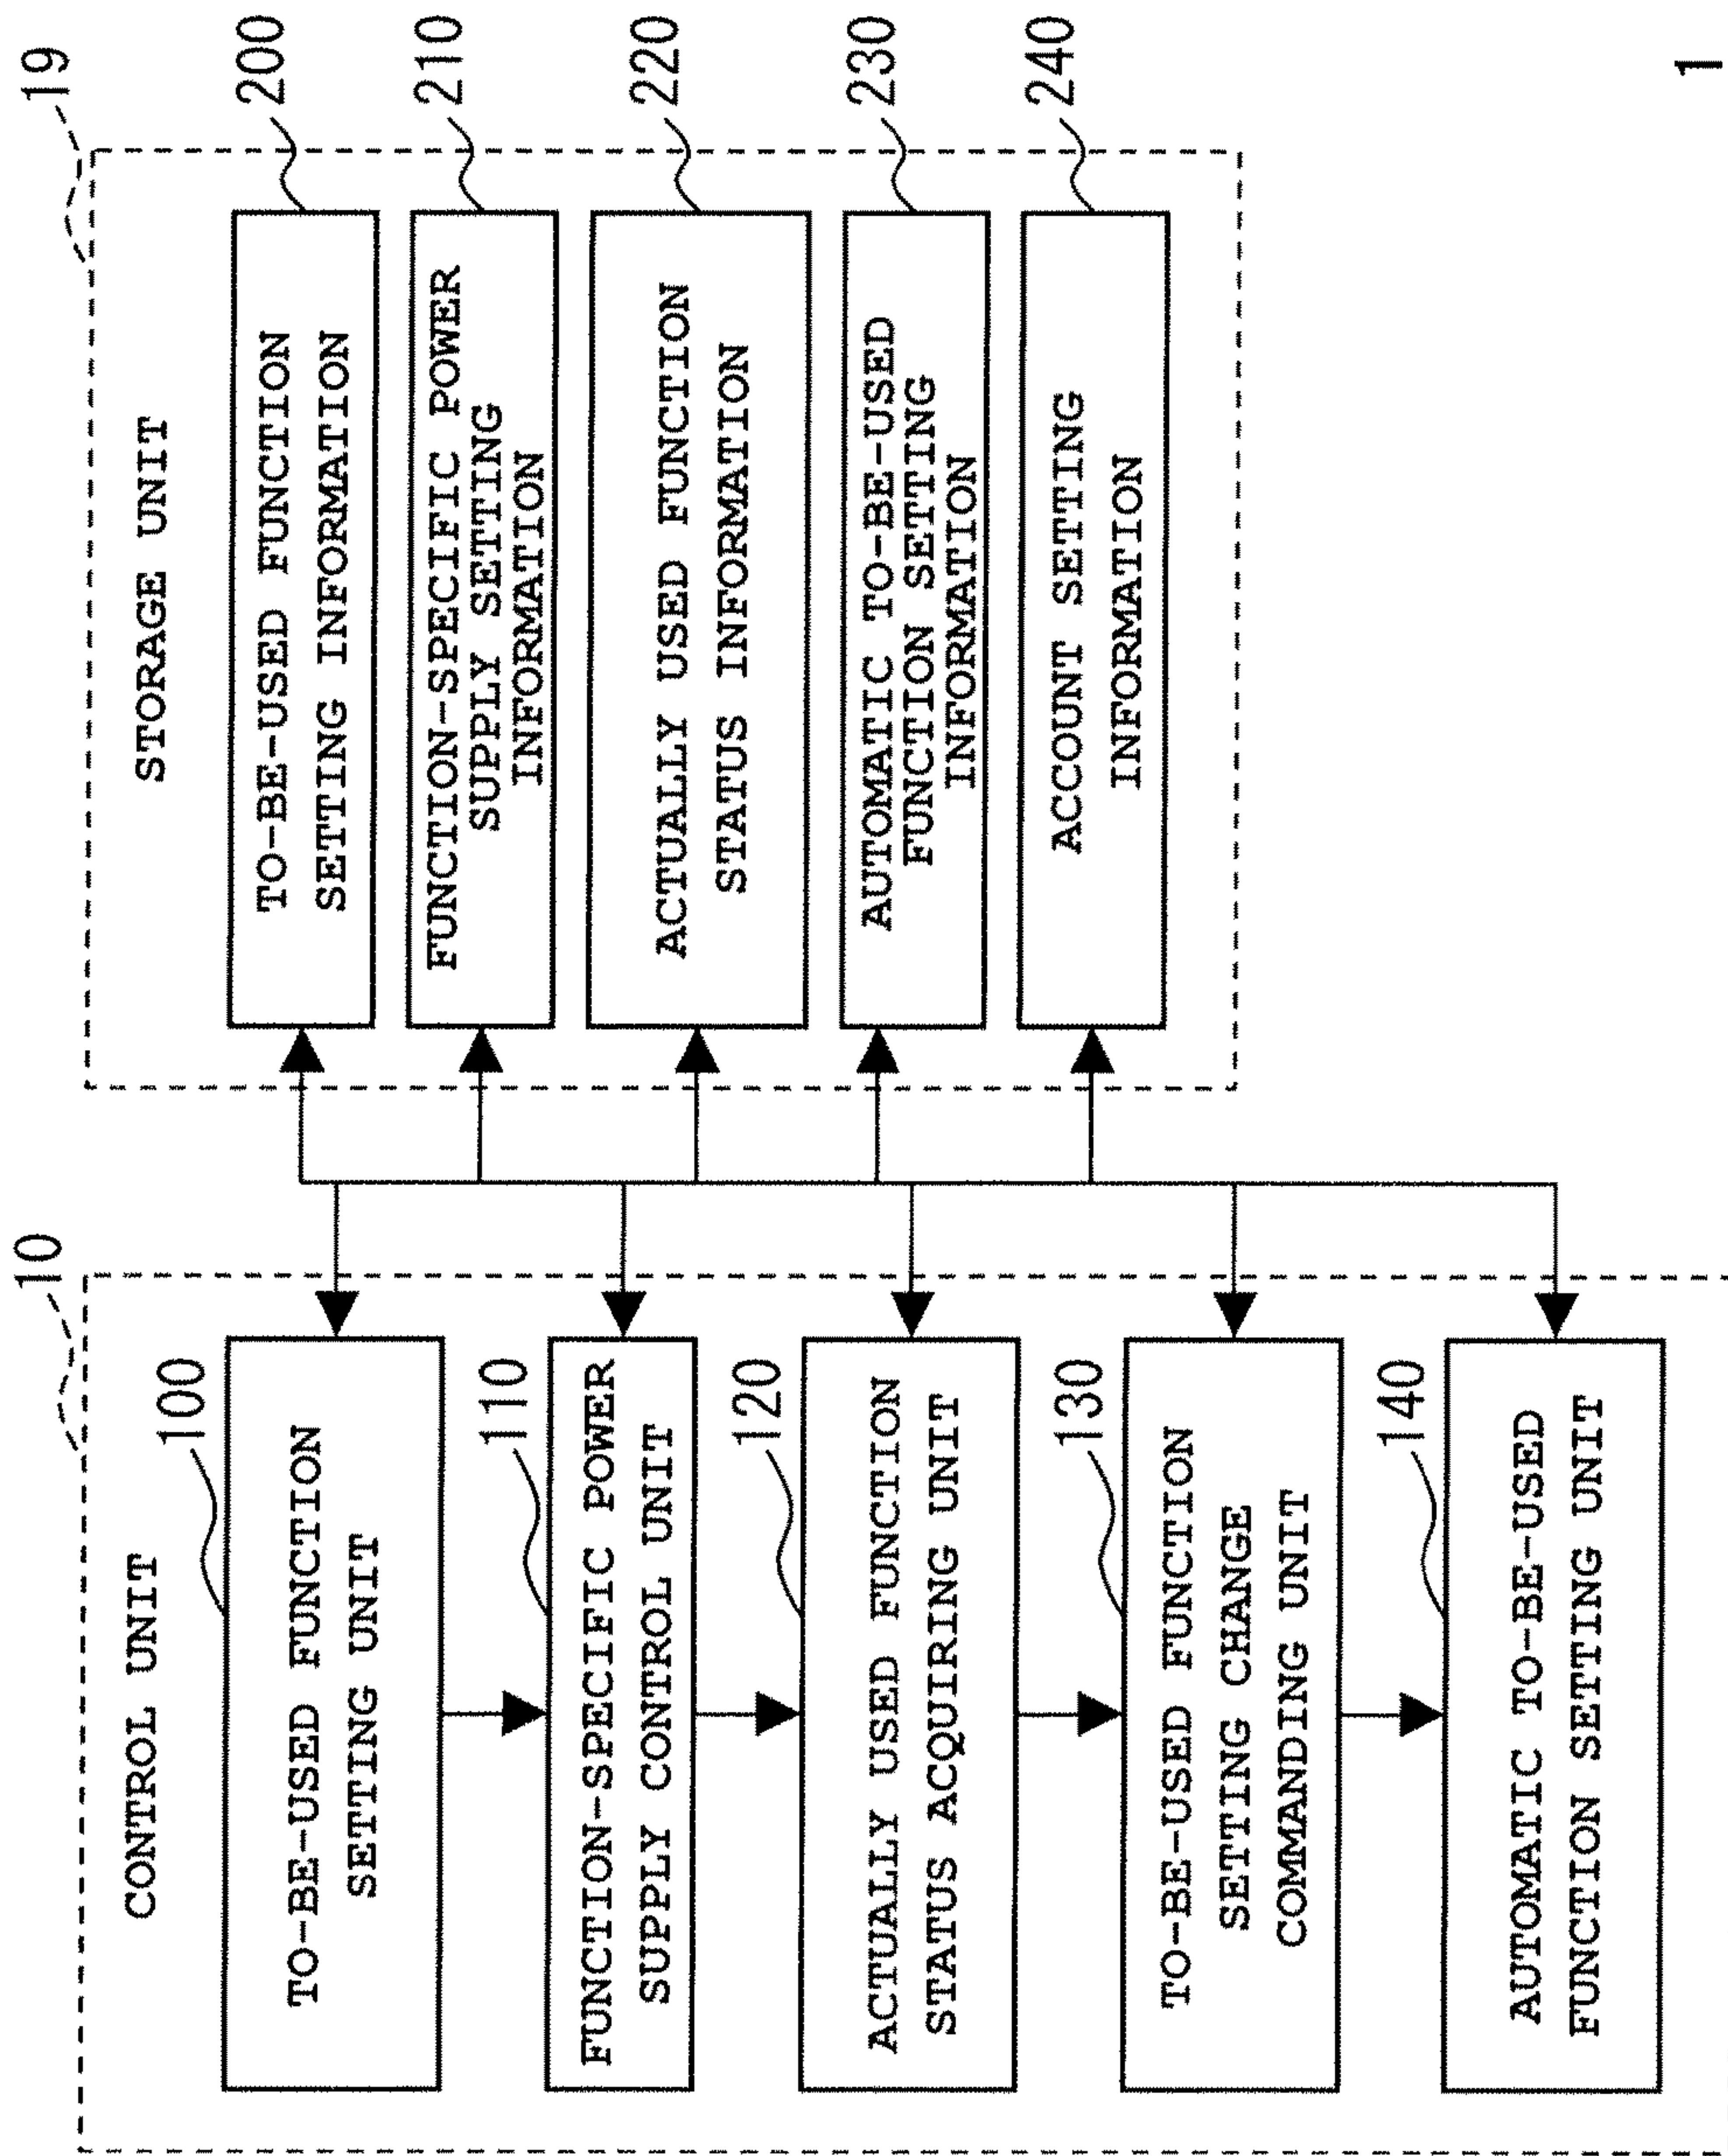 10
CONTROL UNIT
100
TO-BE-USED FUNCTION
SETTING UNIT
110
FUNCTION-SPECIFIC POWER
SUPPLY CONTROL UNIT
120
ACTUALLY USED FUNCTION
STATUS ACQUIRING UNIT
130
TO-BE-USED FUNCTION
SETTING CHANGE
COMMANDING UNIT
140
AUTOMATIC TO-BE-USED
FUNCTION SETTING UNIT
19
STORAGE UNIT
200
TO-BE-USED FUNCTION
SETTING INFORMATION
210
FUNCTION-SPECIFIC POWER
SUPPLY SETTING
INFORMATION
220
ACTUALLY USED FUNCTION
STATUS INFORMATION
230
AUTOMATIC TO-BE-USED
FUNCTION SETTING
INFORMATION
240
ACCOUNT SETTING
INFORMATION
1